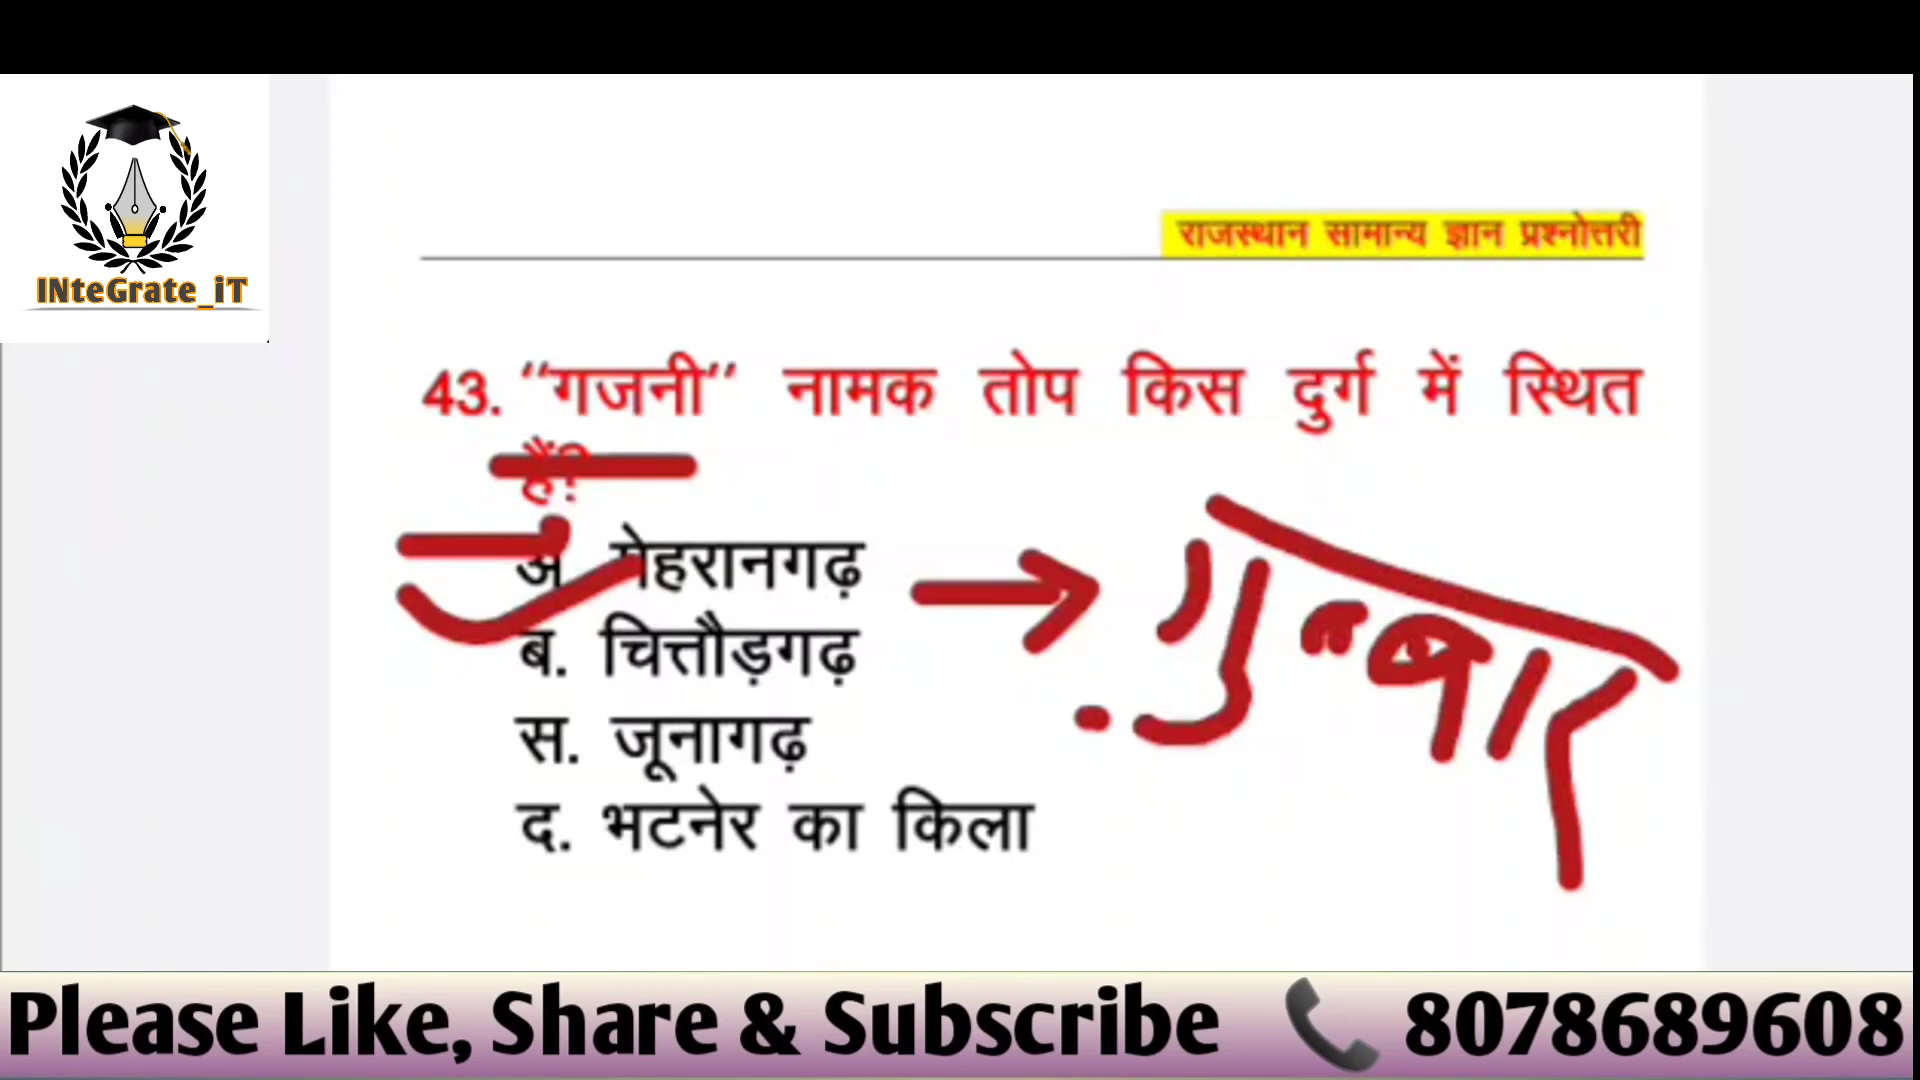 INteGrate_iT
राजस्थान सामान्य ज्ञान प्रश्नोत्तरी
43. ‘‘गजनी’’ नामक तोप किस दुर्ग में स्थित
हैं?
अ. मेहरानगढ़
ब. चित्तौड़गढ़
स. जूनागढ़
द. भटनेर का किला
Please Like, Share & Subscribe 8078689608